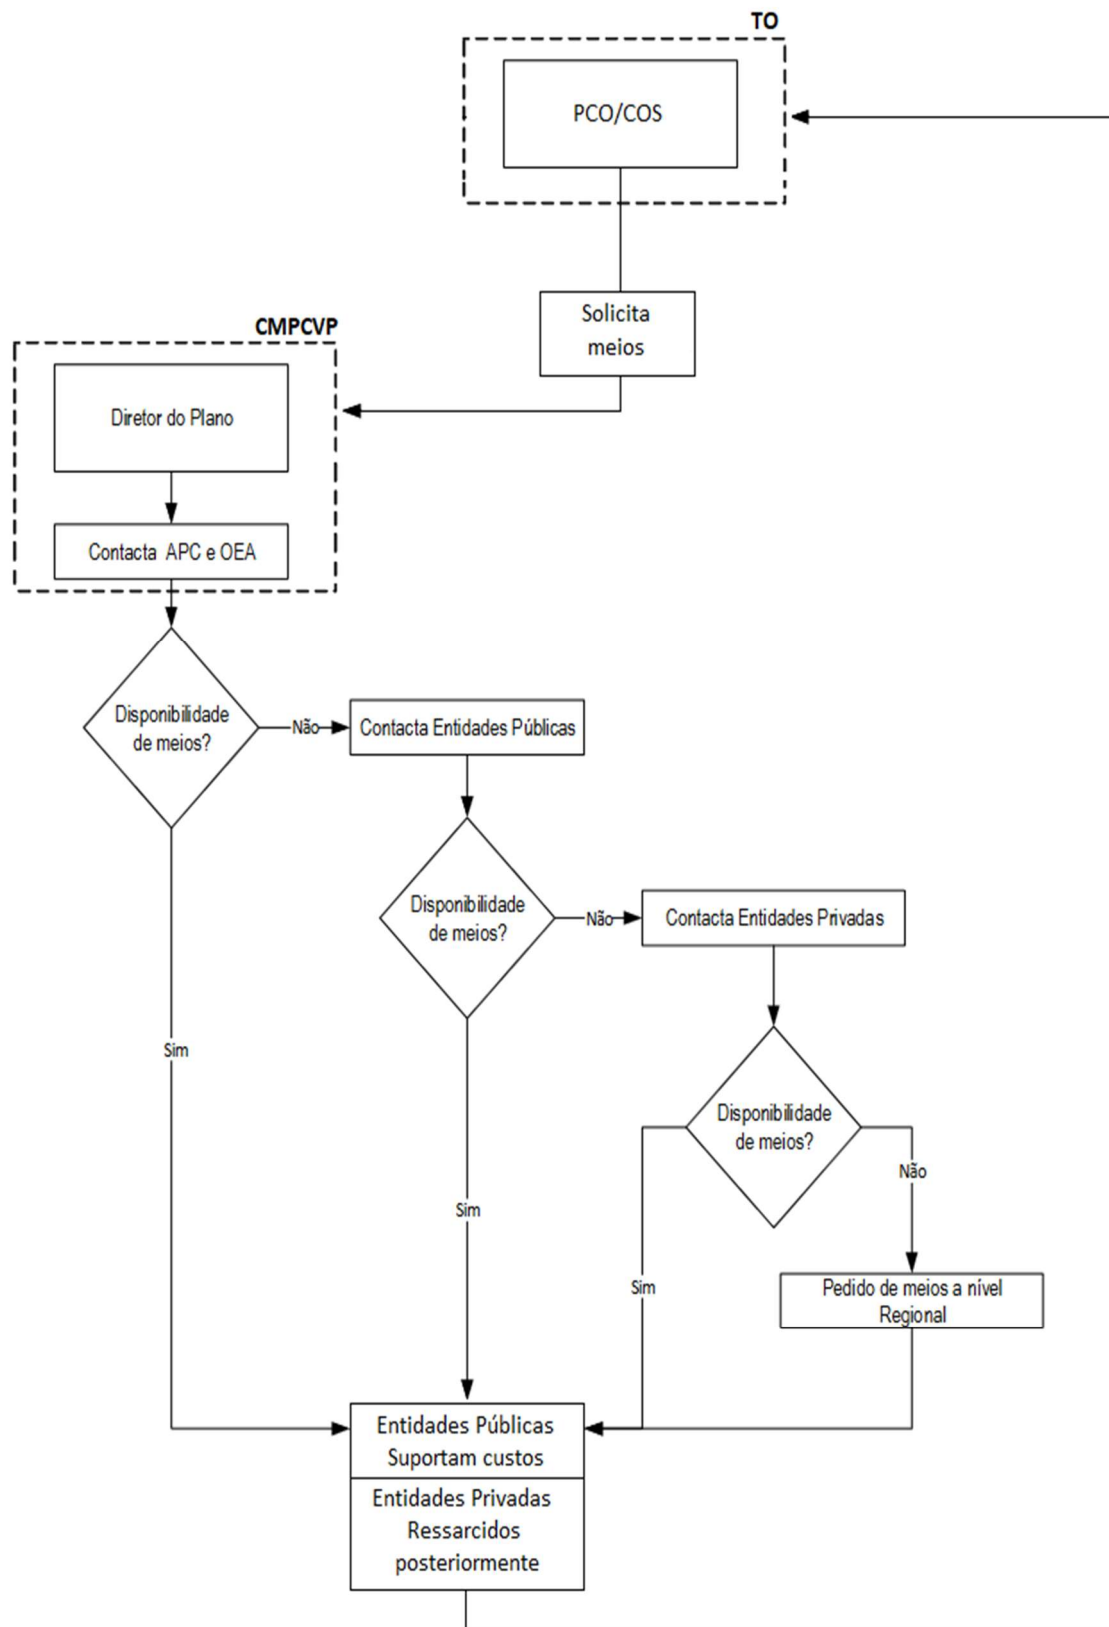 TO
PCO/COS
Solicita
meios
CMPCVP
Diretor do Plano
Contacta APC e OEA
Disponibilidade
de meios?
Não
Contacta Entidades Públicas
Disponibilidade
de meios?
Não
Contacta Entidades Privadas
Sim
Disponibilidade
de meios?
Não
Sim
Sim
Pedido de meios a nível
Regional
Entidades Públicas
Suportam custos
Entidades Privadas
Ressarcidos
posteriormente